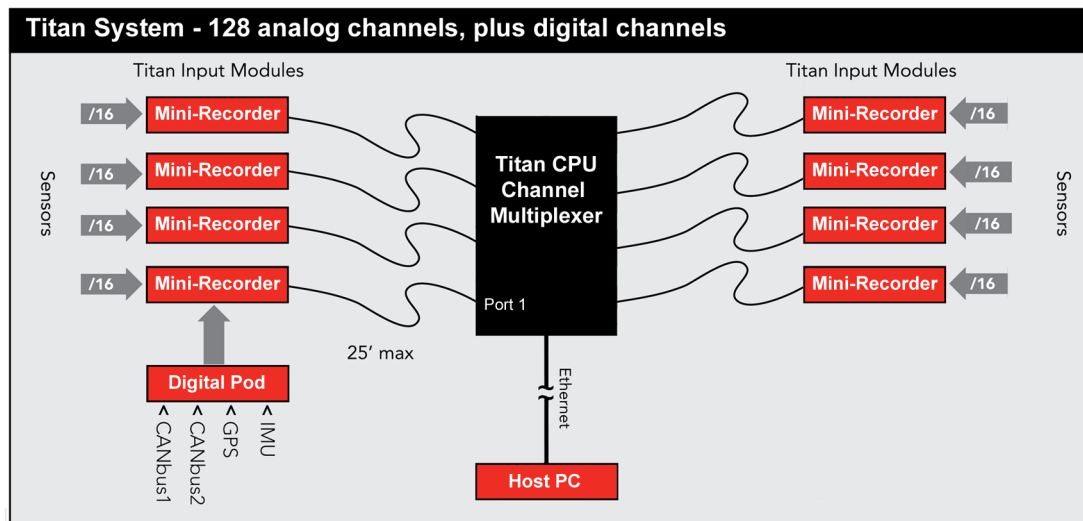 Titan System - 128 analog channels, plus digital channels
Titan Input Modules
Titan Input Modules
/16
Mini-Recorder
/16
Mini-Recorder
/16
Mini-Recorder
/16
Mini-Recorder
Sensors
Titan CPU
Channel
Multiplexer
Port 1
Mini-Recorder
/16
Mini-Recorder
/16
Mini-Recorder
/16
Mini-Recorder
/16
Sensors
25’ max
Digital Pod
< CANbus1
< CANbus2
< GPS
< IMU
Ethernet
Host PC